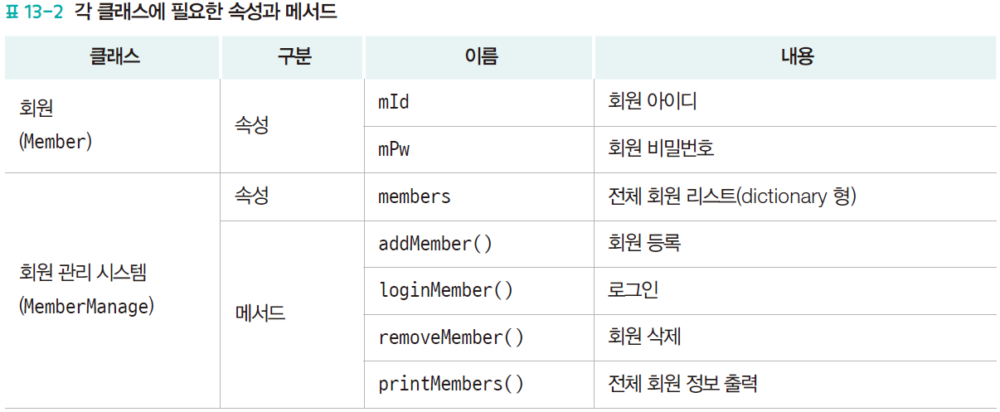 표 13-2 각 클래스에 필요한 속성과 메서드
클래스 구분 이름 내용
회원
(Member)
속성
mId 회원 아이디
mPw 회원 비밀번호
회원 관리 시스템
(MemberManage)
속성 members 전체 회원 리스트(dictionary 형)
메서드
addMember() 회원 등록
loginMember() 로그인
removeMember() 회원 삭제
printMembers() 전체 회원 정보 출력